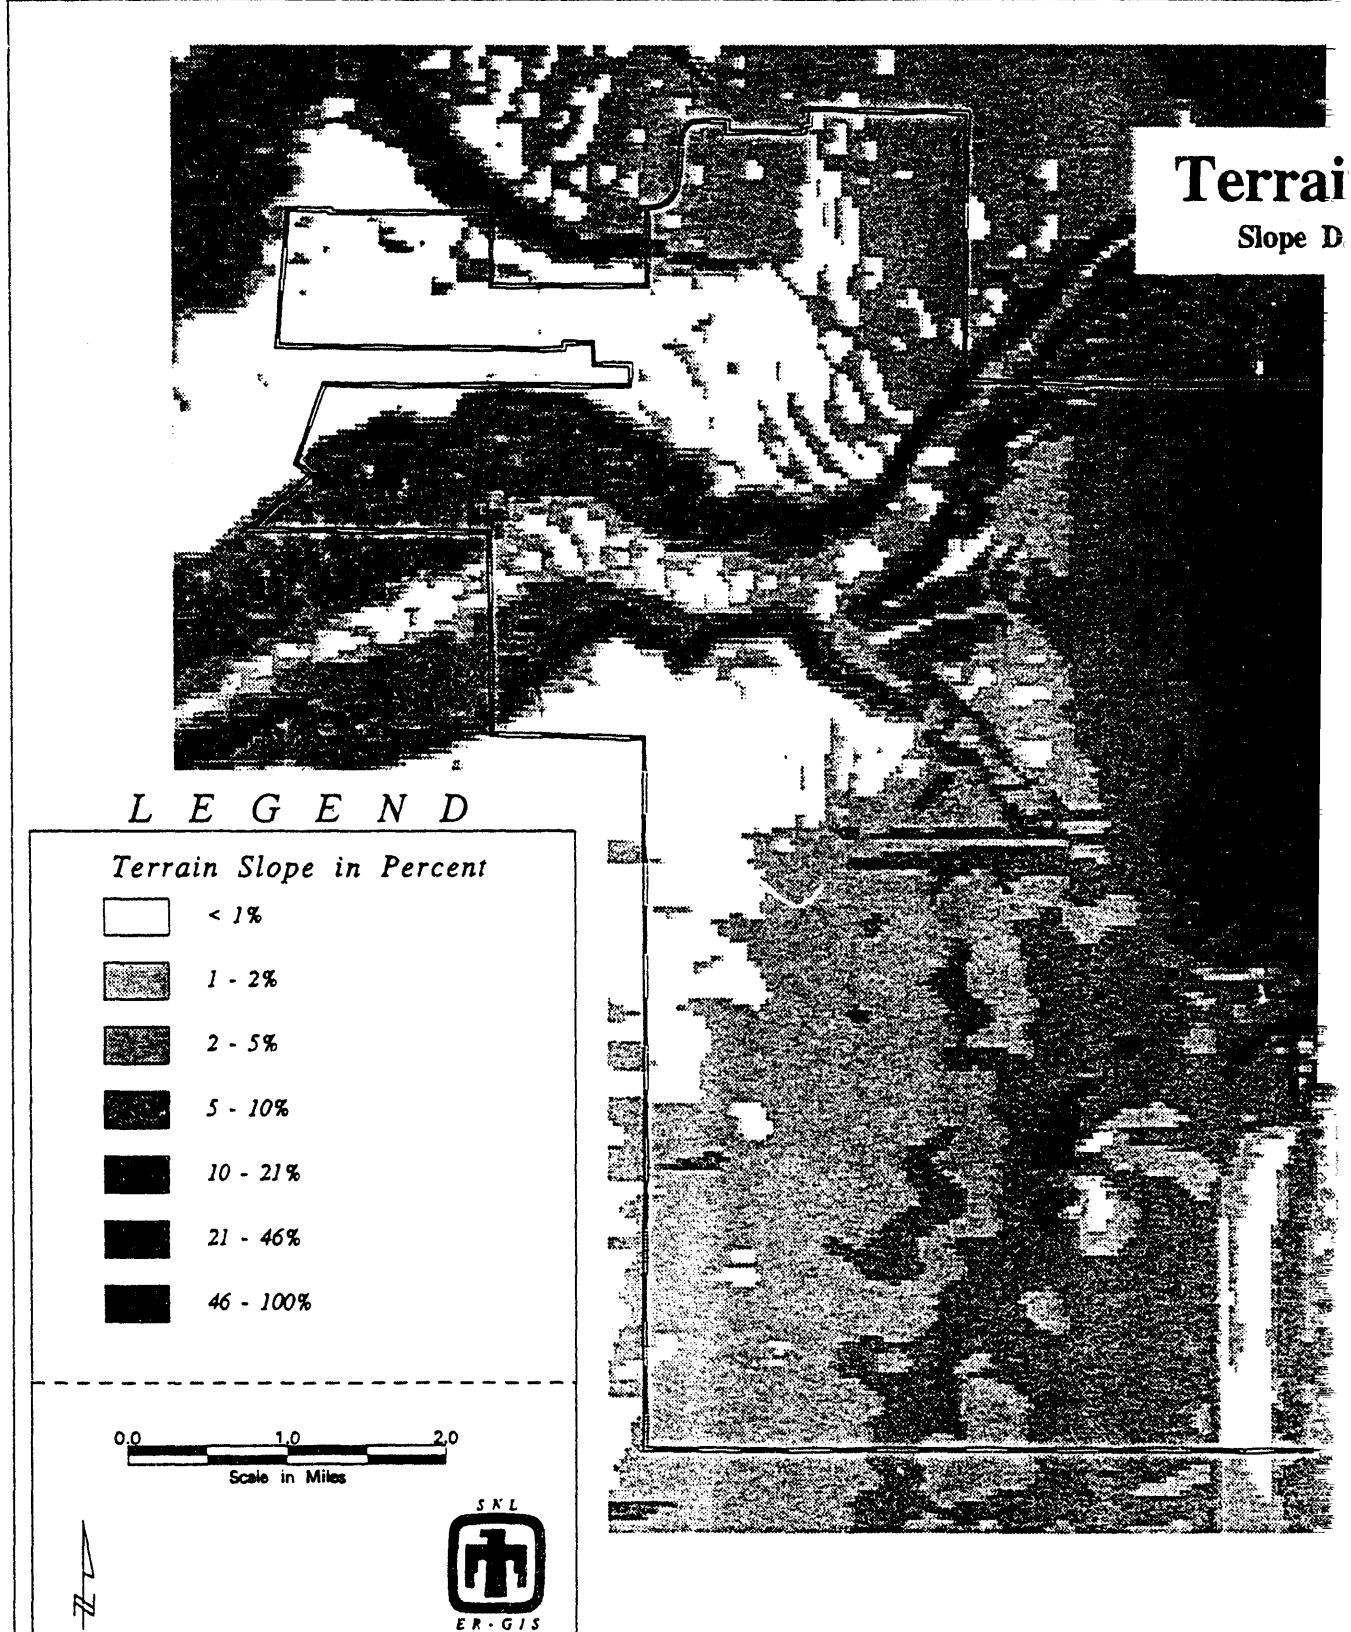 Terrai
Slope D
L E G E N D
Terrain Slope in Percent
< 1%
1 - 2%
2 - 5%
5 - 10%
10 - 21%
21 - 46%
46 - 100%
0.0 1.0 2.0
Scale in Miles
N
SNL
ER-GIS